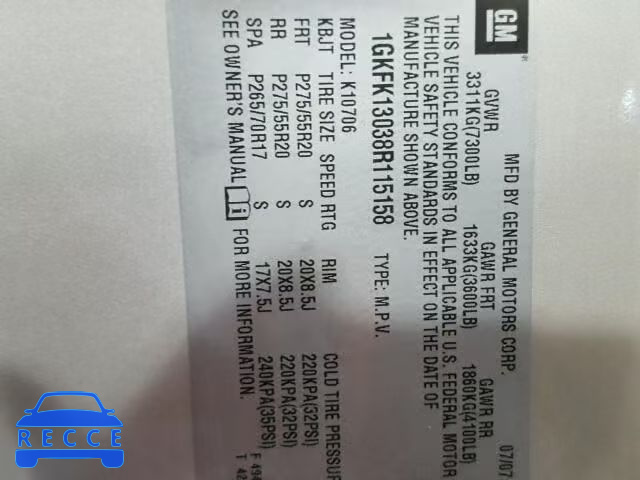 GM ®
MFD BY GENERAL MOTORS CORP. 07/07
GVWR GAWR FRT GAWR RR
3311KG(7300LB) 1633KG(3600LB) 1860KG(4100LB)
THIS VEHICLE CONFORMS TO ALL APPLICABLE U.S. FEDERAL MOTOR
VEHICLE SAFETY STANDARDS IN EFFECT ON THE DATE OF
MANUFACTURE SHOWN ABOVE.
1GKFK13038R115158 TYPE: M.P.V.
MODEL: K10706
KBJT TIRE SIZE SPEED RTG RIM COLD TIRE PRESSUR
FRT P275/55R20 S 20X8.5J 220KPA(32PSI)
RR P275/55R20 S 20X8.5J 220KPA(32PSI)
SPA P265/70R17 S 17X7.5J 240KPA(35PSI)
SEE OWNER'S MANUAL i FOR MORE INFORMATION.
F 494
T 42
RECCE